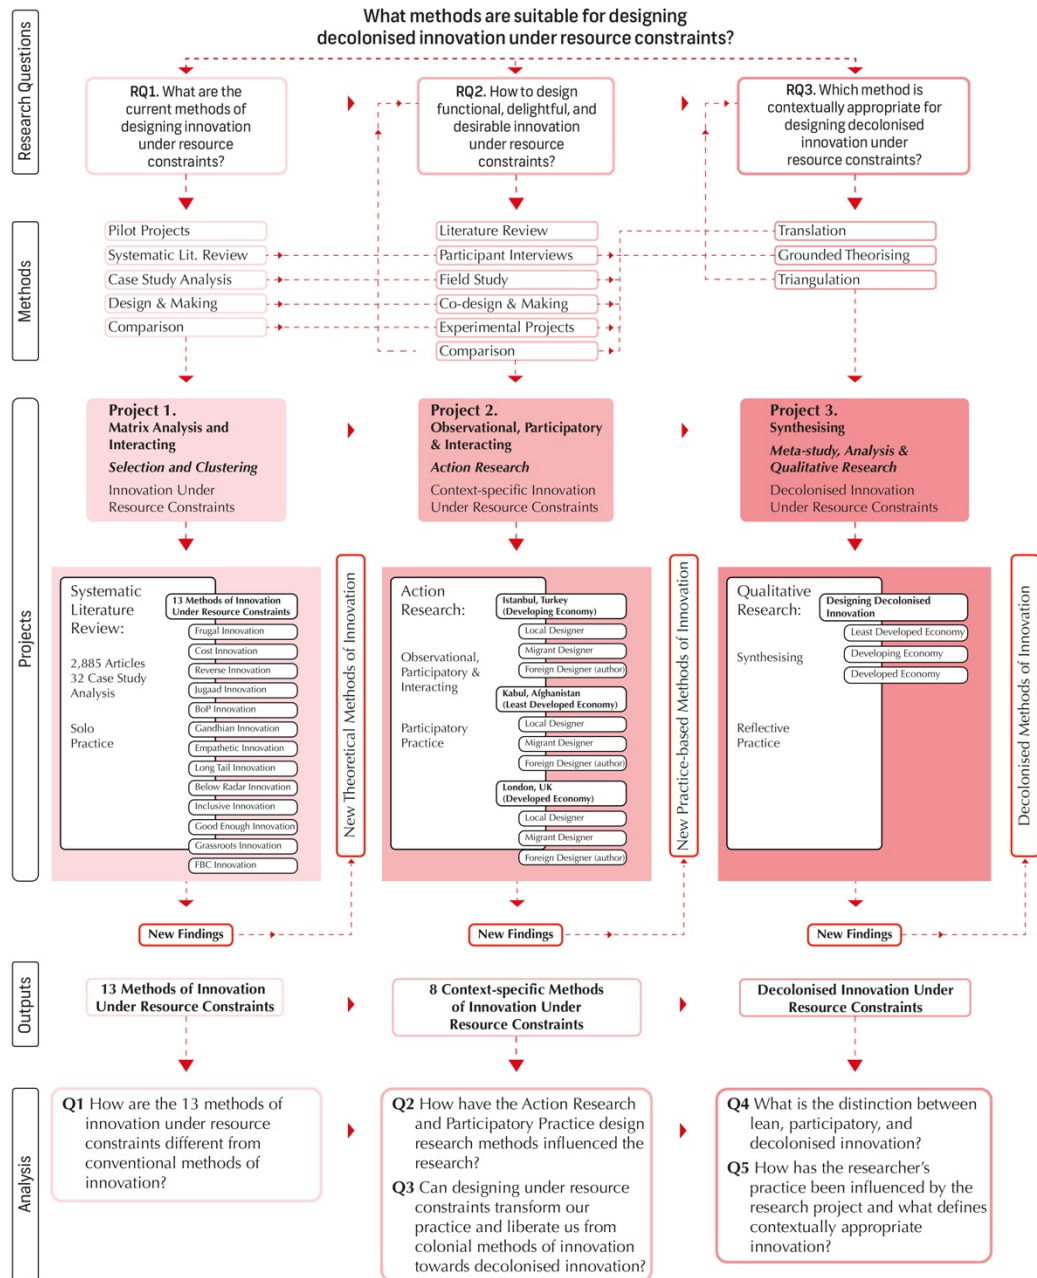 What methods are suitable for designing
decolonised innovation under resource constraints?
Research Questions
RQ1. What are the
current methods of
designing innovation
under resource
constraints?
RQ2. How to design
functional, delightful, and
desirable innovation
under resource
constraints?
RQ3. Which method is
contextually appropriate for
designing decolonised
innovation under
resource constraints?
Methods
Pilot Projects
Systematic Lit. Review
Case Study Analysis
Design & Making
Comparison
Literature Review
Participant Interviews
Field Study
Co-design & Making
Experimental Projects
Comparison
Translation
Grounded Theorising
Triangulation
Projects
Project 1.
Matrix Analysis and
Interacting
Selection and Clustering
Innovation Under
Resource Constraints
Project 2.
Observational, Participatory
& Interacting
Action Research
Context-specific Innovation
Under Resource Constraints
Project 3.
Synthesising
Meta-study, Analysis &
Qualitative Research
Decolonised Innovation
Under Resource Constraints
Systematic
Literature
Review:
2,885 Articles
32 Case Study
Analysis
Solo
Practice
13 Methods of Innovation
Under Resource Constraints
Frugal Innovation
Cost Innovation
Reverse Innovation
Jugaad Innovation
BoP Innovation
Gandhian Innovation
Empathetic Innovation
Long Tail Innovation
Below Radar Innovation
Inclusive Innovation
Good Enough Innovation
Grassroots Innovation
FBC Innovation
New Theoretical Methods of Innovation
Action
Research:
Observational,
Participatory &
Interacting
Participatory
Practice
Istanbul, Turkey
(Developing Economy)
Local Designer
Migrant Designer
Foreign Designer (author)
Kabul, Afghanistan
(Least Developed Economy)
Local Designer
Migrant Designer
Foreign Designer (author)
London, UK
(Developed Economy)
Local Designer
Migrant Designer
Foreign Designer (author)
New Practice-based Methods of Innovation
Qualitative
Research:
Synthesising
Reflective
Practice
Designing Decolonised
Innovation
Least Developed Economy
Developing Economy
Developed Economy
Decolonised Methods of Innovation
New Findings
New Findings
New Findings
Outputs
13 Methods of Innovation
Under Resource Constraints
8 Context-specific Methods
of Innovation Under
Resource Constraints
Decolonised Innovation Under
Resource Constraints
Analysis
Q1 How are the 13 methods of
innovation under resource
constraints different from
conventional methods of
innovation?
Q2 How have the Action Research
and Participatory Practice design
research methods influenced the
research?
Q3 Can designing under resource
constraints transform our
practice and liberate us from
colonial methods of innovation
towards decolonised innovation?
Q4 What is the distinction between
lean, participatory, and
decolonised innovation?
Q5 How has the researcher's
practice been influenced by the
research project and what defines
contextually appropriate
innovation?